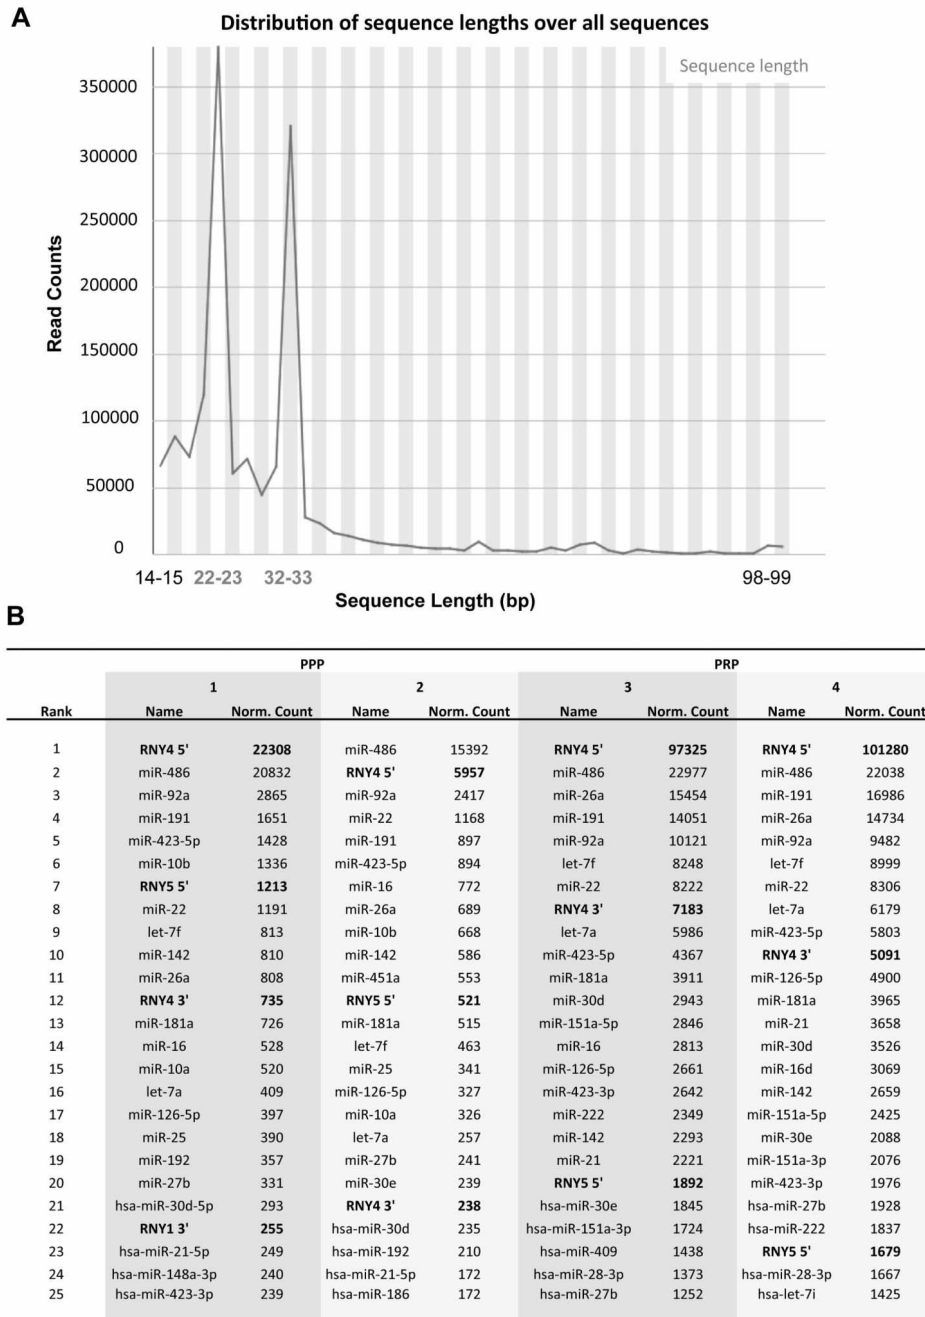 A
Distribution of sequence lengths over all sequences
Sequence length
350000
300000
250000
200000
150000
100000
50000
0
Read Counts
14-15 22-23 32-33 98-99
Sequence Length (bp)
B
PPP PRP
1 2 3 4
Rank Name Norm. Count Name Norm. Count Name Norm. Count Name Norm. Count
1 RNY4 5' 22308 miR-486 15392 RNY4 5' 97325 RNY4 5' 101280
2 miR-486 20832 RNY4 5' 5957 miR-486 22977 miR-486 22038
3 miR-92a 2865 miR-92a 2417 miR-26a 15454 miR-191 16986
4 miR-191 1651 miR-22 1168 miR-191 14051 miR-26a 14734
5 miR-423-5p 1428 miR-191 897 miR-92a 10121 miR-92a 9482
6 miR-10b 1336 miR-423-5p 894 let-7f 8248 let-7f 8999
7 RNY5 5' 1213 miR-16 772 miR-22 8222 miR-22 8306
8 miR-22 1191 miR-26a 689 RNY4 3' 7183 let-7a 6179
9 let-7f 813 miR-10b 668 let-7a 5986 miR-423-5p 5803
10 miR-142 810 miR-142 586 miR-423-5p 4367 RNY4 3' 5091
11 miR-26a 808 miR-451a 553 miR-181a 3911 miR-126-5p 4900
12 RNY4 3' 735 RNY5 5' 521 miR-30d 2943 miR-181a 3965
13 miR-181a 726 miR-181a 515 miR-151a-5p 2846 miR-21 3658
14 miR-16 528 let-7f 463 miR-16 2813 miR-30d 3526
15 miR-10a 520 miR-25 341 miR-126-5p 2661 miR-16d 3069
16 let-7a 409 miR-126-5p 327 miR-423-3p 2642 miR-142 2659
17 miR-126-5p 397 miR-10a 326 miR-222 2349 miR-151a-5p 2425
18 miR-25 390 let-7a 257 miR-142 2293 miR-30e 2088
19 miR-192 357 miR-27b 241 miR-21 2221 miR-151a-3p 2076
20 miR-27b 331 miR-30e 239 RNY5 5' 1892 miR-423-3p 1976
21 hsa-miR-30d-5p 293 RNY4 3' 238 hsa-miR-30e 1845 hsa-miR-27b 1928
22 RNY1 3' 255 hsa-miR-30d 235 hsa-miR-151a-3p 1724 hsa-miR-222 1837
23 hsa-miR-21-5p 249 hsa-miR-192 210 hsa-miR-409 1438 RNY5 5' 1679
24 hsa-miR-148a-3p 240 hsa-miR-21-5p 172 hsa-miR-28-3p 1373 hsa-miR-28-3p 1667
25 hsa-miR-423-3p 239 hsa-miR-186 172 hsa-miR-27b 1252 hsa-let-7i 1425